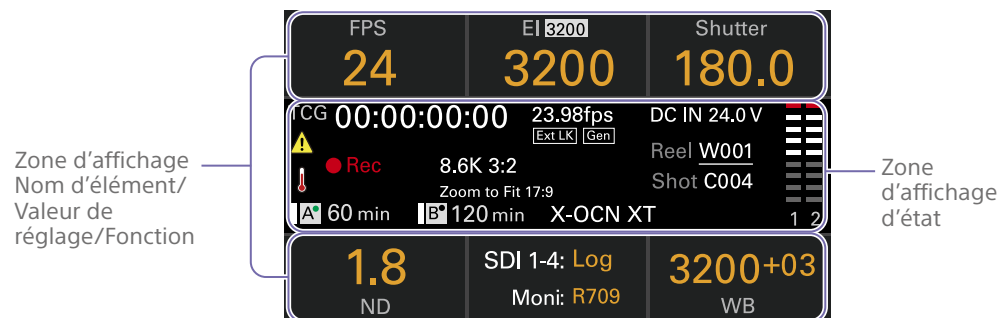 FPS
EI 3200
Shutter
24
3200
180.0
TCG 00:00:00:00
23.98fps
DC IN 24.0 V
Ext LK Gen
Reel W001
Rec
8.6K 3:2
Shot C004
Zoom to Fit 17:9
A 60 min
B 120 min
X-OCN XT
1 2
1.8
SDI 1-4: Log
3200+03
ND
Moni: R709
WB
Zone d’affichage
Nom d’élément/
Valeur de
réglage/Fonction
Zone
d’affichage
d’état